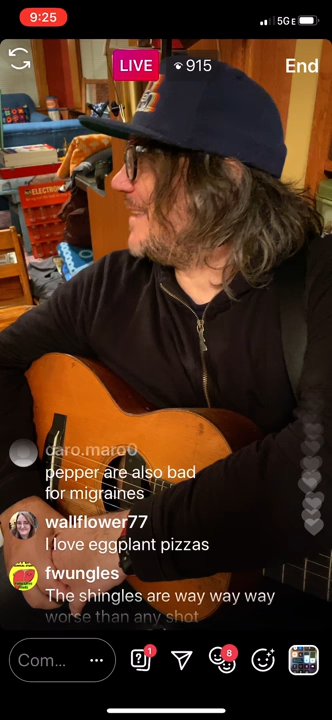 9:25
5GE
LIVE
915
End
ELECTRON
caro.maro0
pepper are also bad
for migraines
wallflower77
I love eggplant pizzas
fwungles
The shingles are way way way
worse than any shot
Com...
1
8